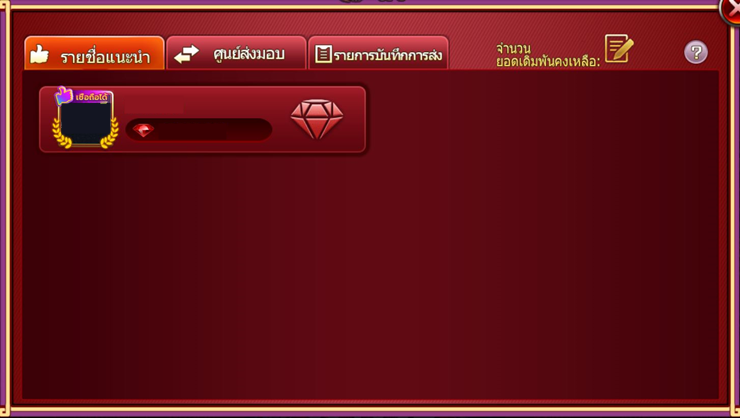 รายชื่อแนะนำ
ศูนย์ส่งมอบ
รายการบันทึกการส่ง
จำนวน
ยอดเดิมพันคงเหลือ:
?
เชื่อถือได้